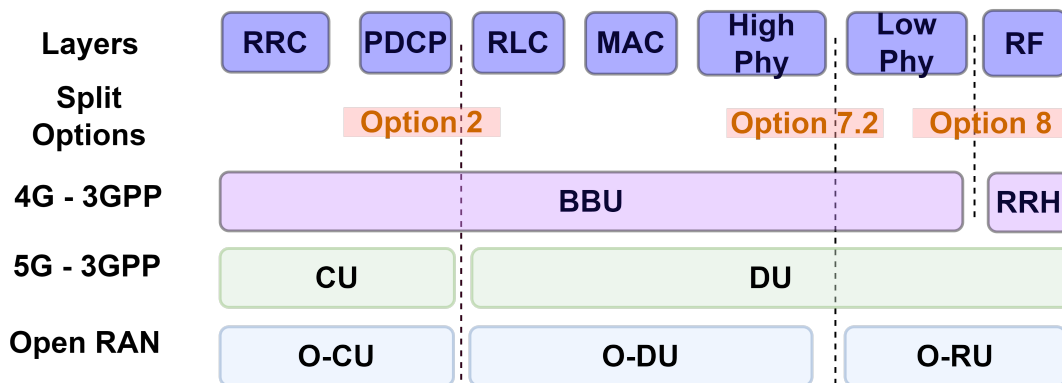 Layers RRC PDCP RLC MAC High Phy Low Phy RF
Split Options Option 2 Option 7.2 Option 8
4G - 3GPP BBU RRH
5G - 3GPP CU DU
Open RAN O-CU O-DU O-RU